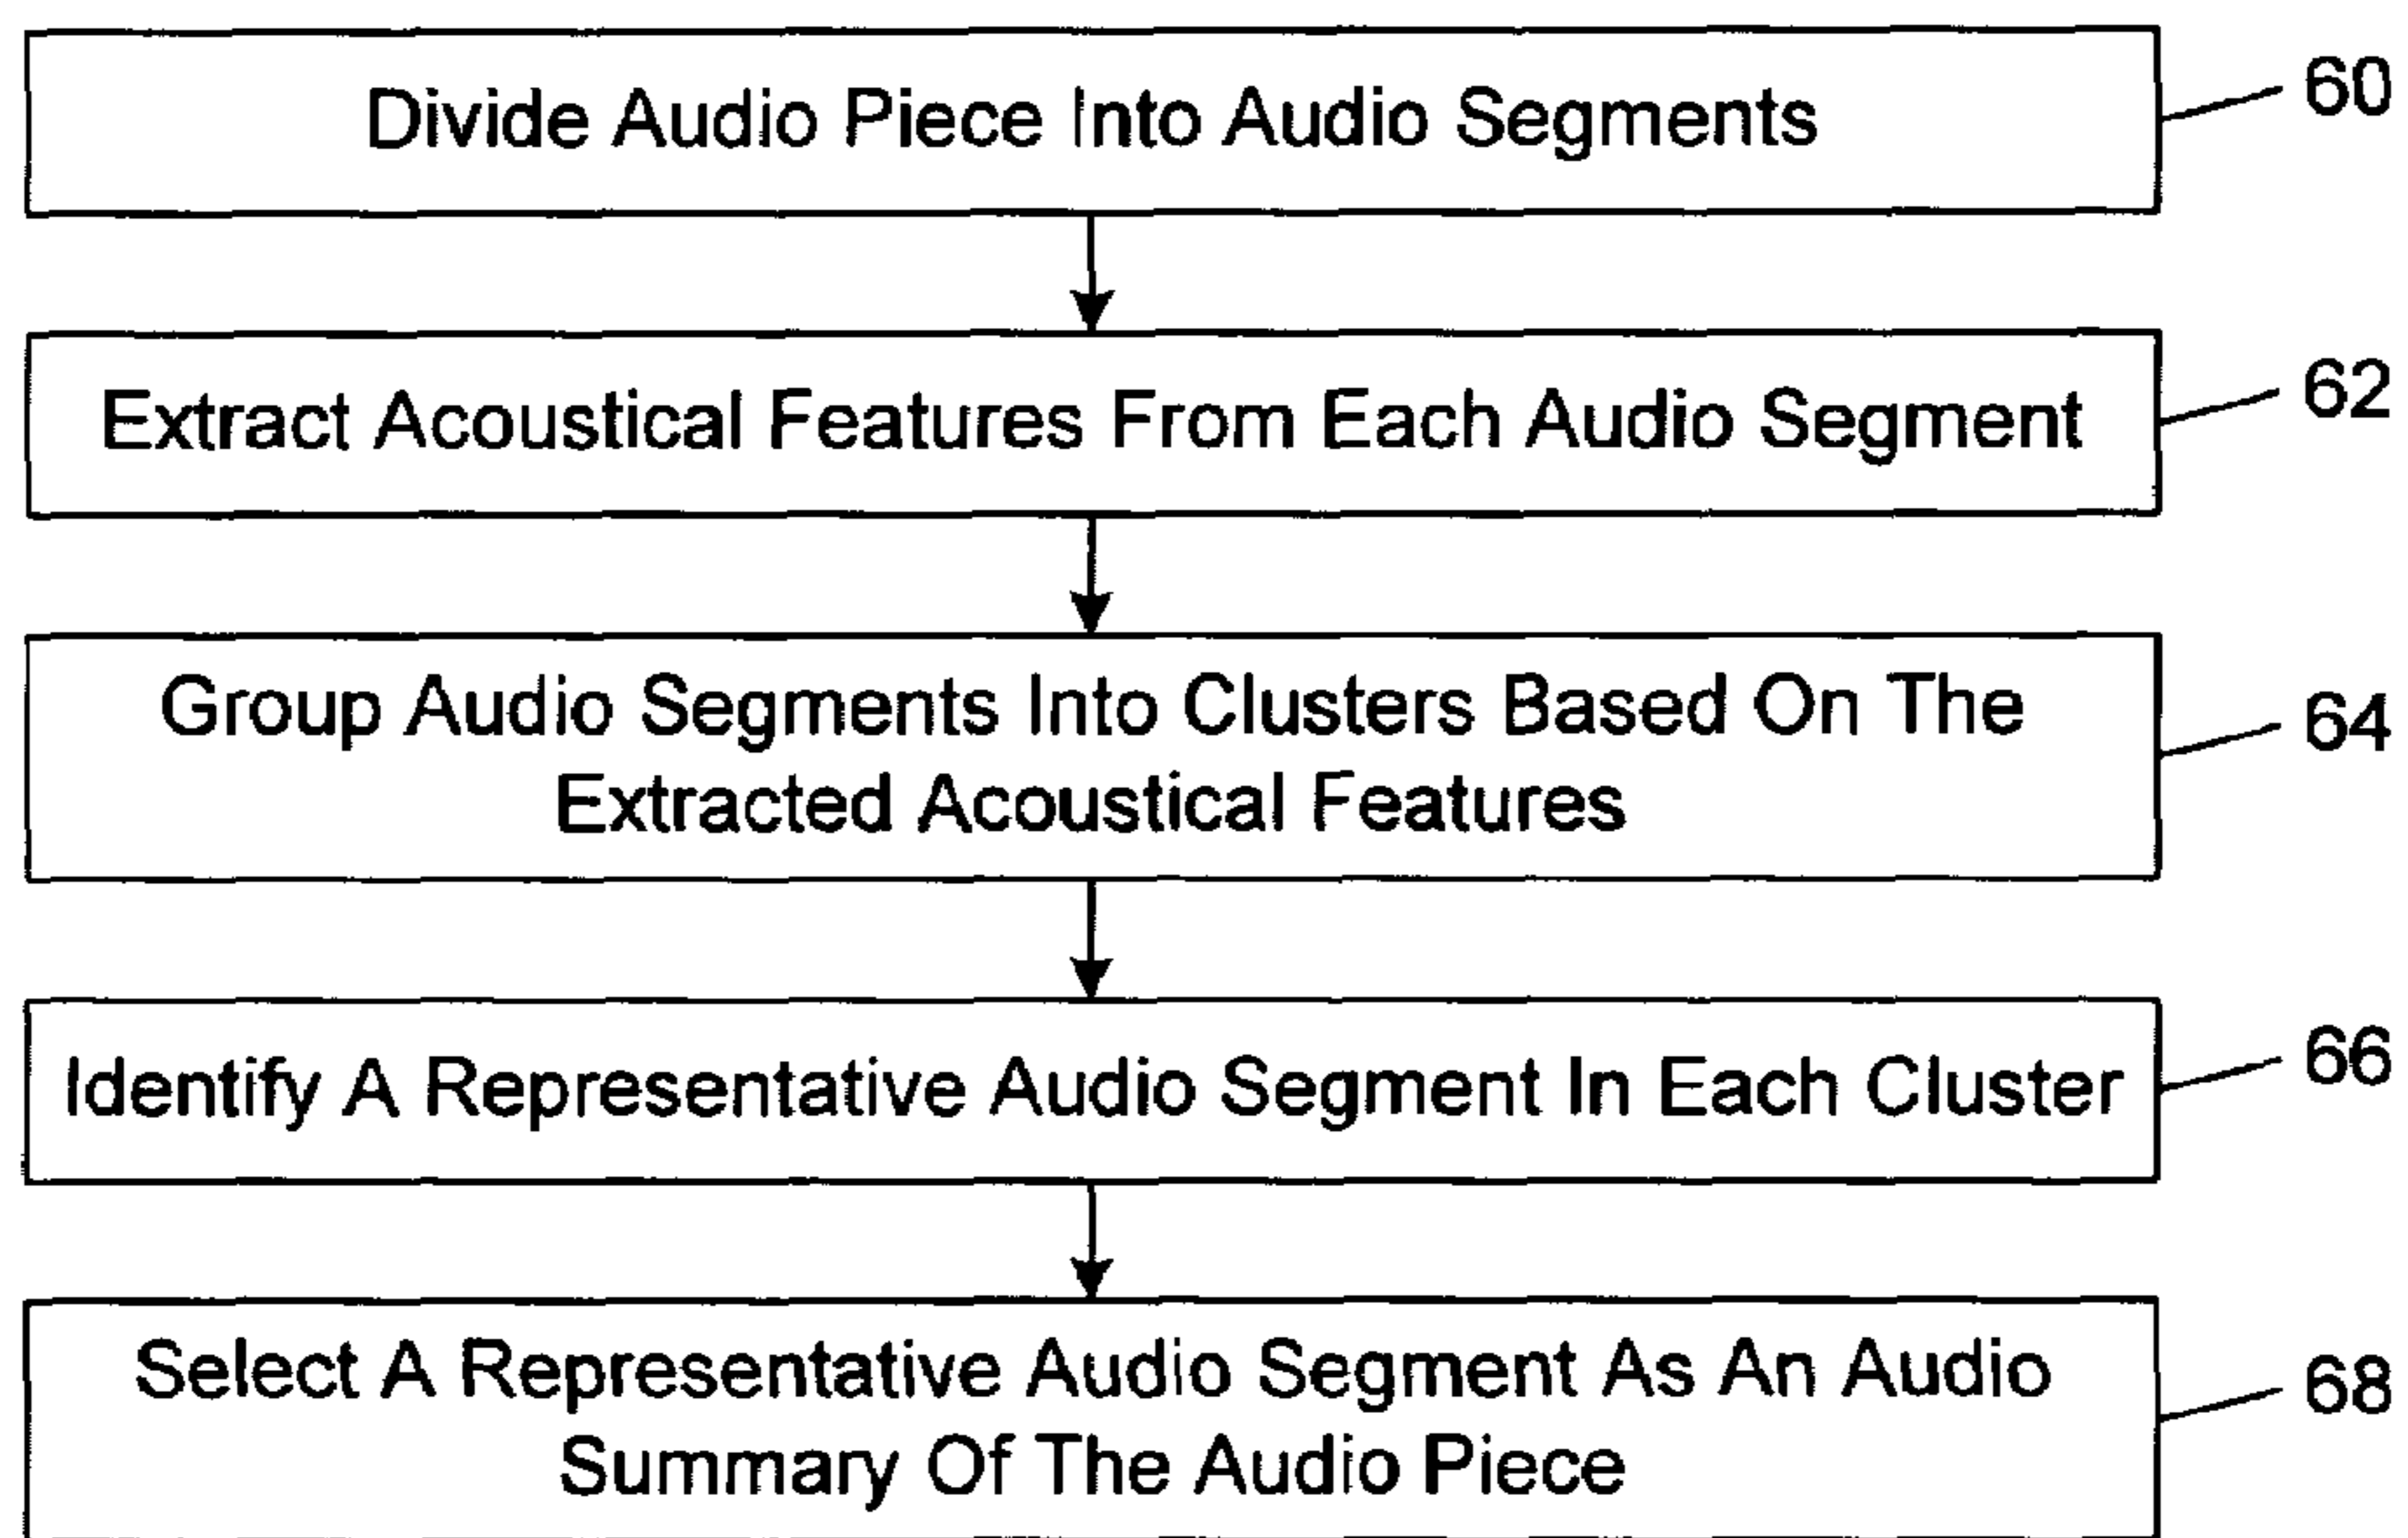 Divide Audio Piece Into Audio Segments
60
Extract Acoustical Features From Each Audio Segment
62
Group Audio Segments Into Clusters Based On The
Extracted Acoustical Features
64
Identify A Representative Audio Segment In Each Cluster
66
Select A Representative Audio Segment As An Audio
Summary Of The Audio Piece
68